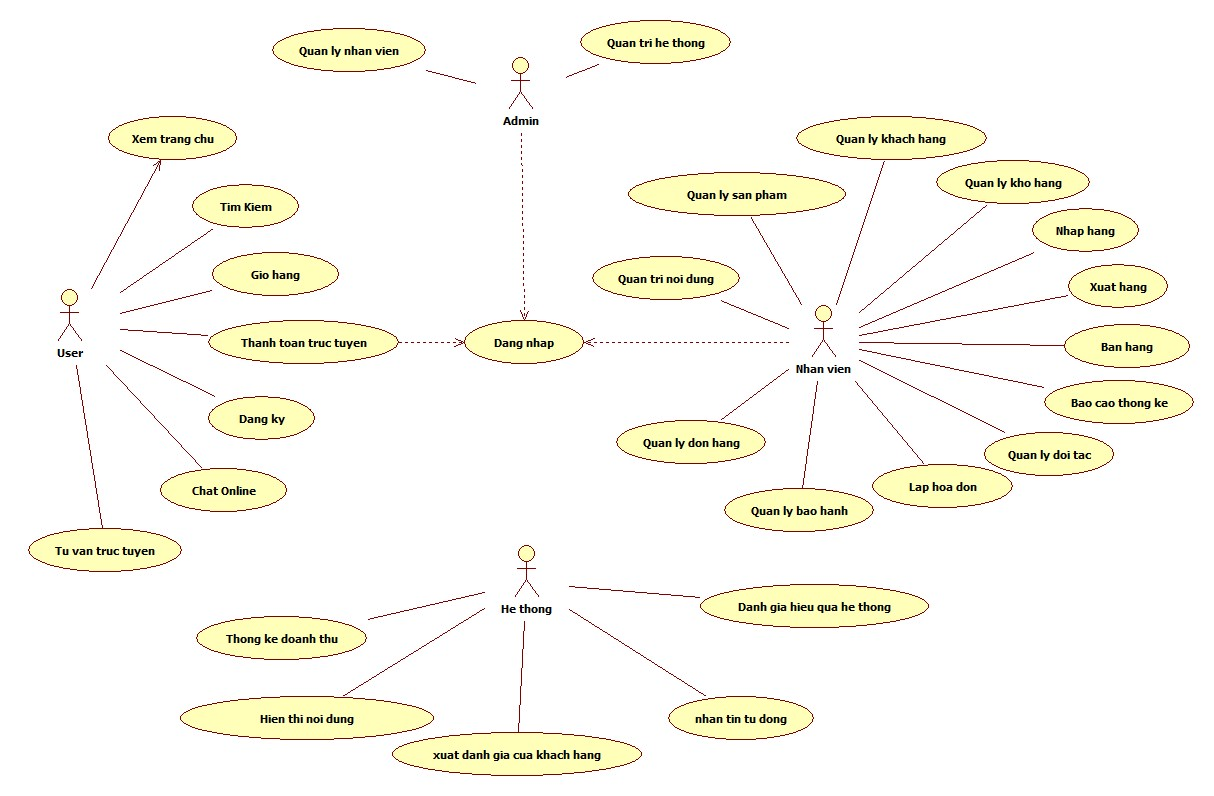 Quan tri he thong
Quan ly nhan vien
Admin
Xem trang chu
Quan ly khach hang
Quan ly kho hang
Quan ly san pham
Tim Kiem
Nhap hang
Gio hang
Quan tri noi dung
Xuat hang
User
Thanh toan truc tuyen
Dang nhap
Nhan vien
Ban hang
Bao cao thong ke
Dang ky
Quan ly don hang
Quan ly doi tac
Chat Online
Lap hoa don
Quan ly bao hanh
Tu van truc tuyen
He thong
Danh gia hieu qua he thong
Thong ke doanh thu
Hien thi noi dung
nhan tin tu dong
xuat danh gia cua khach hang